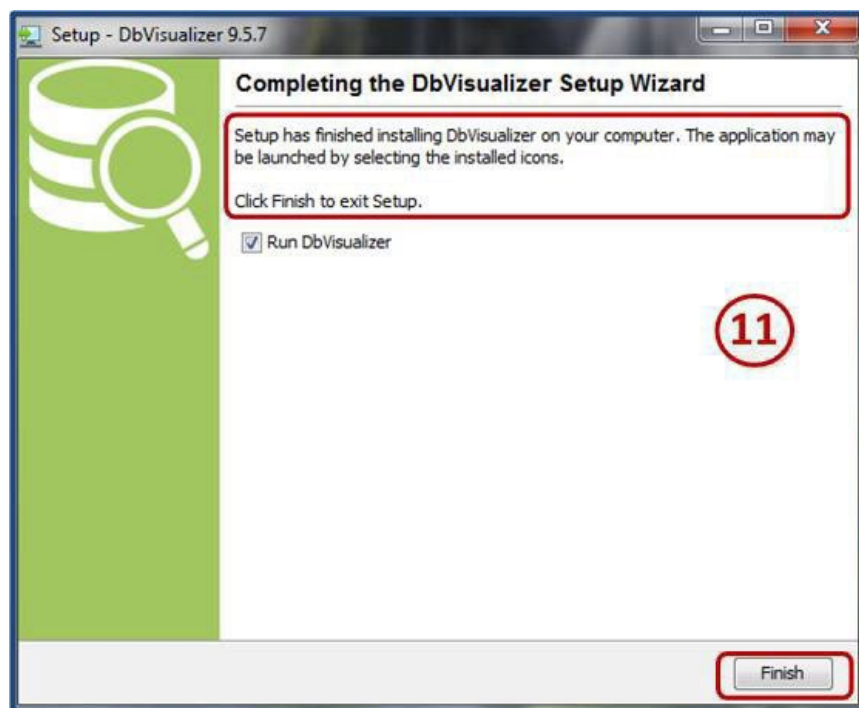 Setup - DbVisualizer 9.5.7
Completing the DbVisualizer Setup Wizard
Setup has finished installing DbVisualizer on your computer. The application may
be launched by selecting the installed icons.
Click Finish to exit Setup.
Run DbVisualizer
11
Finish